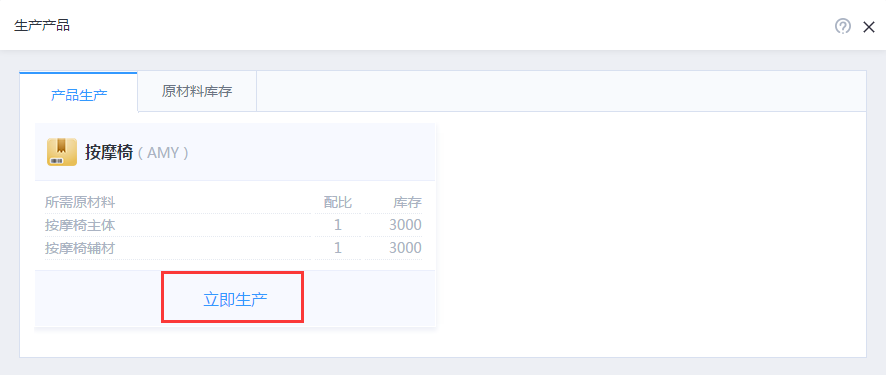 生产产品
产品生产 原材料库存
按摩椅 ( AMY )
所需原材料 配比 库存
按摩椅主体 1 3000
按摩椅辅材 1 3000
立即生产